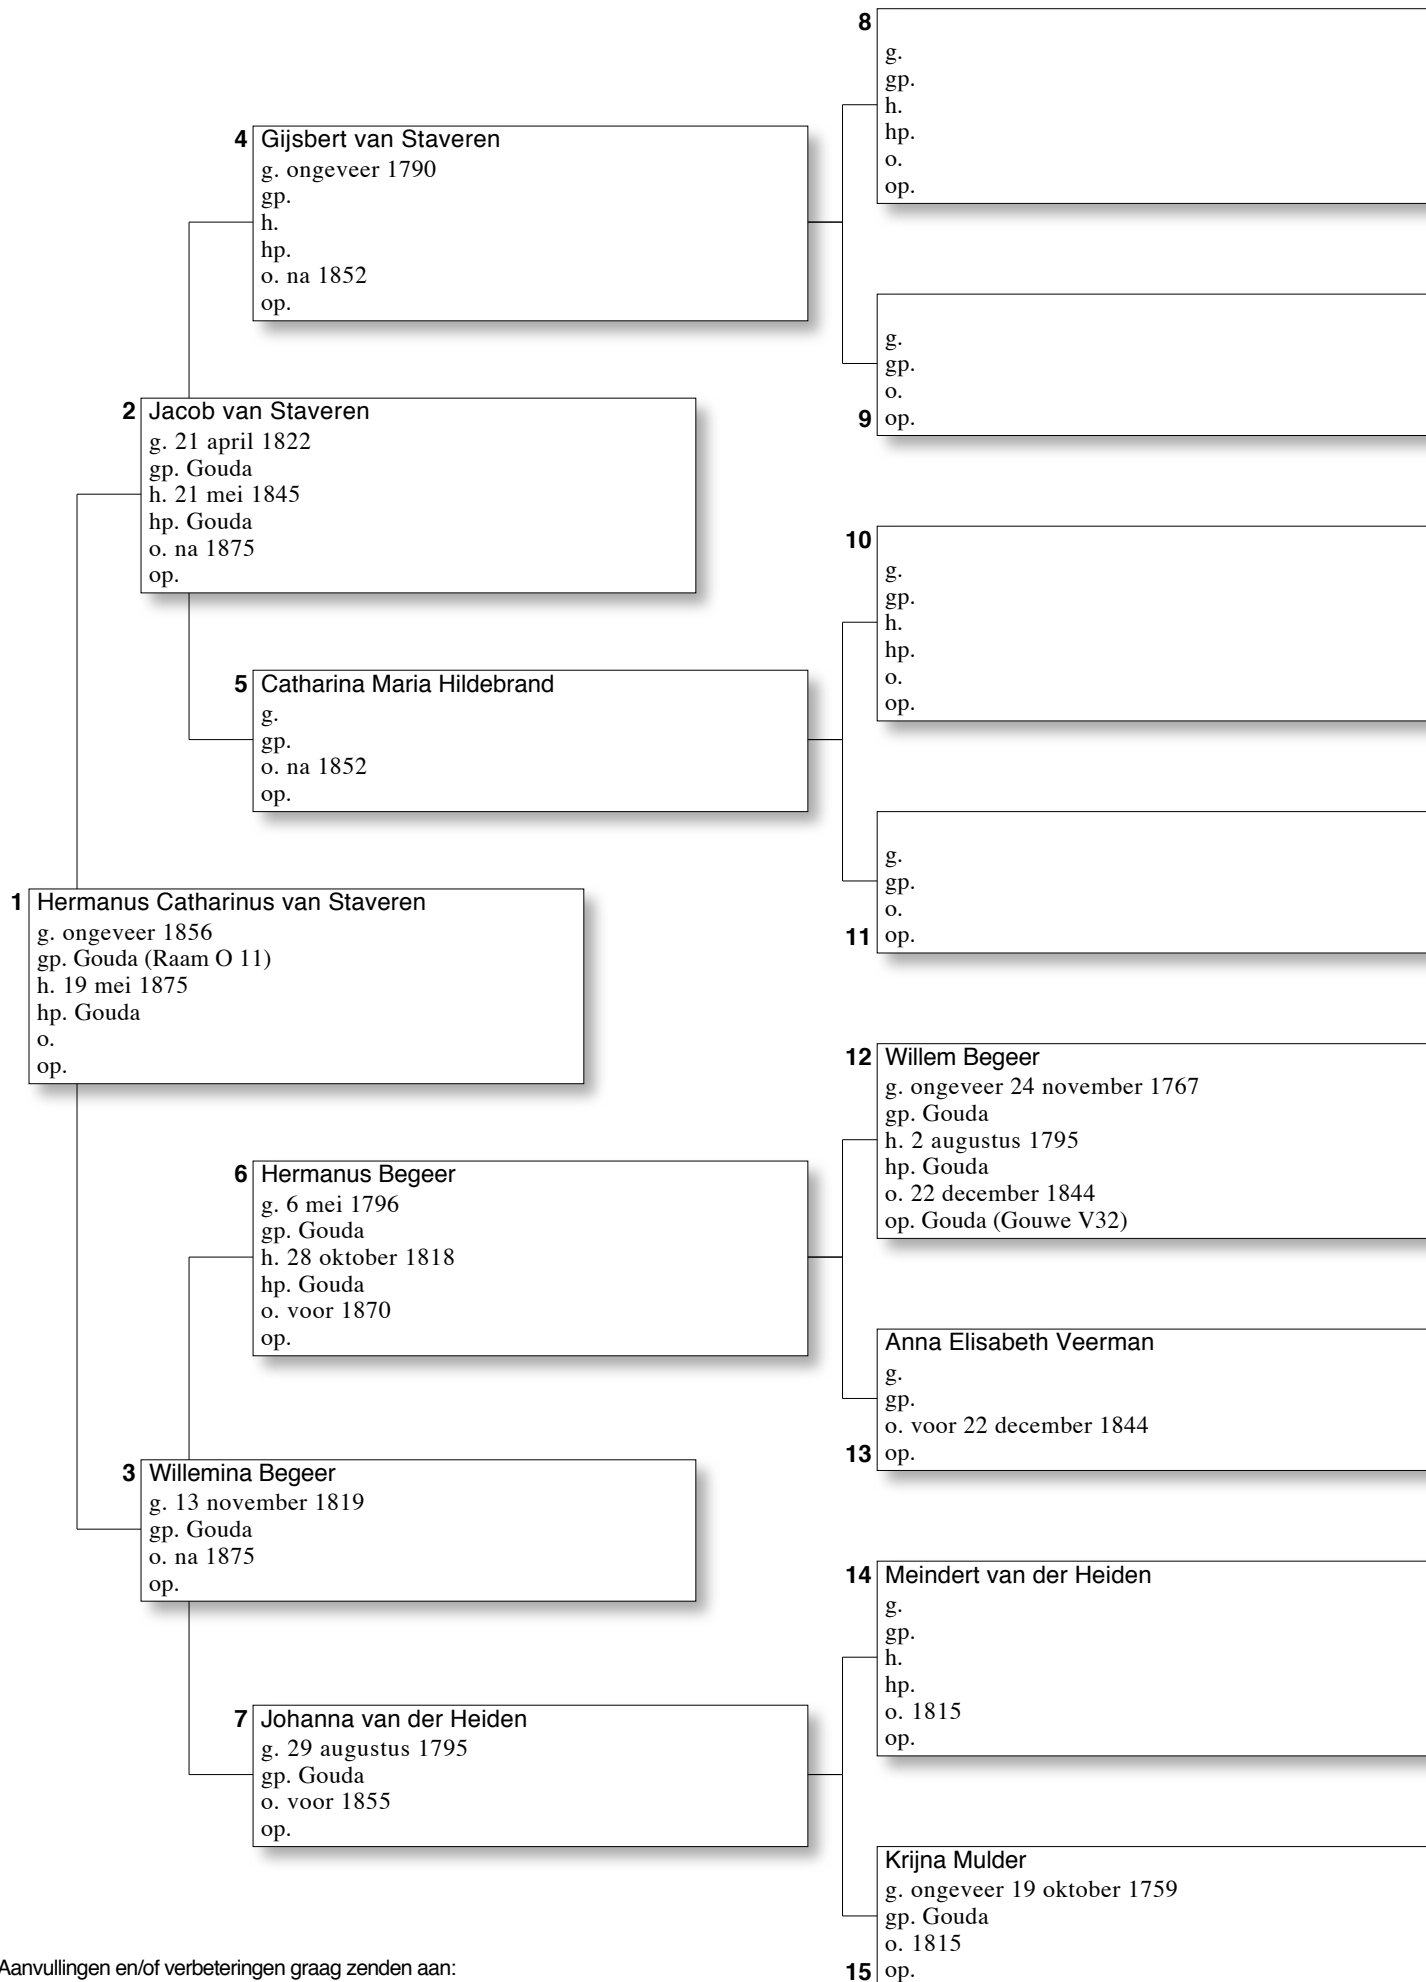 8
g.
gp.
h.
hp.
o.
op.
4 Gijsbert van Staveren
g. ongeveer 1790
gp.
h.
hp.
o. na 1852
op.
g.
gp.
o.
9 op.
2 Jacob van Staveren
g. 21 april 1822
gp. Gouda
h. 21 mei 1845
hp. Gouda
o. na 1875
op.
10
g.
gp.
h.
hp.
o.
op.
5 Catharina Maria Hildebrand
g.
gp.
o. na 1852
op.
g.
gp.
o.
11 op.
1 Hermanus Catharinus van Staveren
g. ongeveer 1856
gp. Gouda (Raam O 11)
h. 19 mei 1875
hp. Gouda
o.
op.
12 Willem Begeer
g. ongeveer 24 november 1767
gp. Gouda
h. 2 augustus 1795
hp. Gouda
o. 22 december 1844
op. Gouda (Gouwe V32)
6 Hermanus Begeer
g. 6 mei 1796
gp. Gouda
h. 28 oktober 1818
hp. Gouda
o. voor 1870
op.
Anna Elisabeth Veerman
g.
gp.
o. voor 22 december 1844
13 op.
3 Willemina Begeer
g. 13 november 1819
gp. Gouda
o. na 1875
op.
14 Meindert van der Heiden
g.
gp.
h.
hp.
o. 1815
op.
7 Johanna van der Heiden
g. 29 augustus 1795
gp. Gouda
o. voor 1855
op.
Krijna Mulder
g. ongeveer 19 oktober 1759
gp. Gouda
o. 1815
15 op.
Aanvullingen en/of verbeteringen graag zenden aan: